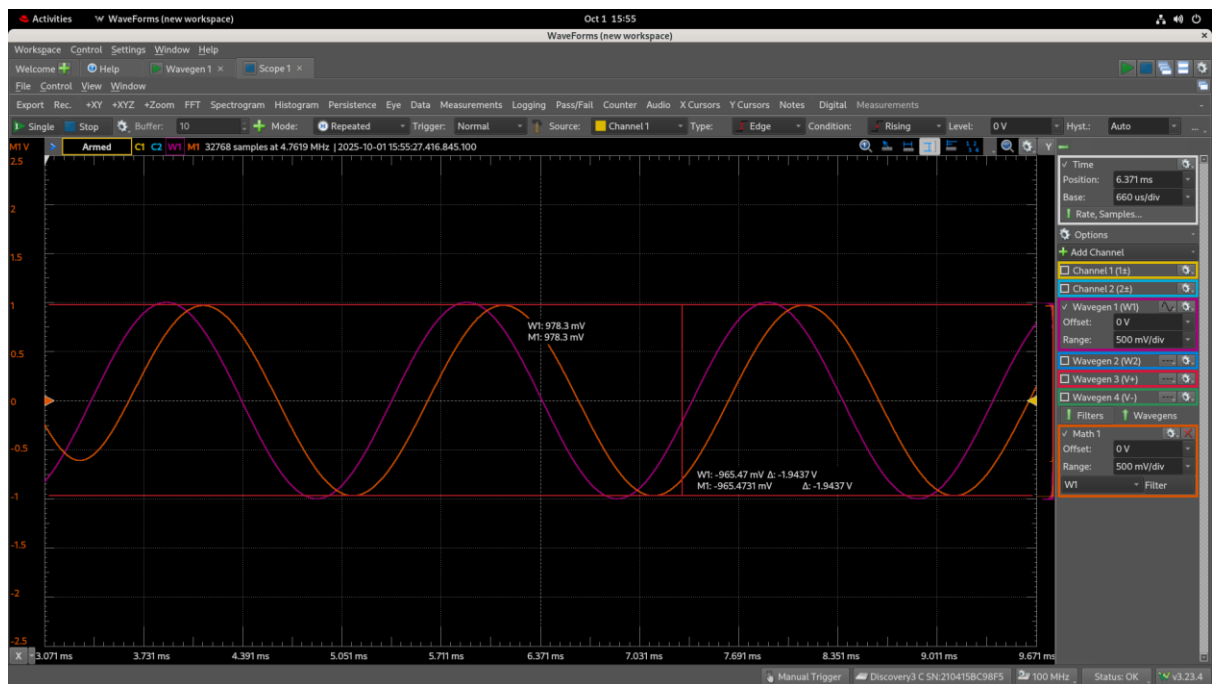 Activities WaveForms (new workspace) Oct 1 15:55
WaveForms (new workspace)
Workspace Control Settings Window Help
Welcome Help Wavegen 1 Scope 1
File Control View Window
Export Rec. +XY +XYZ +Zoom FFT Spectrogram Histogram Persistence Eye Data Measurements Logging Pass/Fail Counter Audio X Cursors Y Cursors Notes Digital Measurements
Single Stop Buffer: 10 Mode: Repeated Trigger: Normal Source: Channel 1 Type: Edge Condition: Rising Level: 0 V Hyst.: Auto
M1 V Armed C1 C2 W1 M1 32768 samples at 4.7619 MHz | 2025-10-01 15:55:27.416.845.100 Y
2.5
2
1.5
1
0.5
0
-0.5
-1
-1.5
-2
-2.5
W1: 978.3 mV
M1: 978.3 mV
W1: -965.47 mV Δ: -1.9437 V
M1: -965.4731 mV Δ: -1.9437 V
X 3.071 ms 3.731 ms 4.391 ms 5.051 ms 5.711 ms 6.371 ms 7.031 ms 7.691 ms 8.351 ms 9.011 ms 9.671 ms
Time
Position: 6.371 ms
Base: 660 us/div
Rate, Samples...
Options
Add Channel
Channel 1 (1±)
Channel 2 (2±)
Wavegen 1 (W1)
Offset: 0 V
Range: 500 mV/div
Wavegen 2 (W2)
Wavegen 3 (V+)
Wavegen 4 (V-)
Filters Wavegens
Math 1
Offset: 0 V
Range: 500 mV/div
W1 Filter
Manual Trigger Discovery3 C SN:210415BC98F5 100 MHz Status: OK v3.23.4